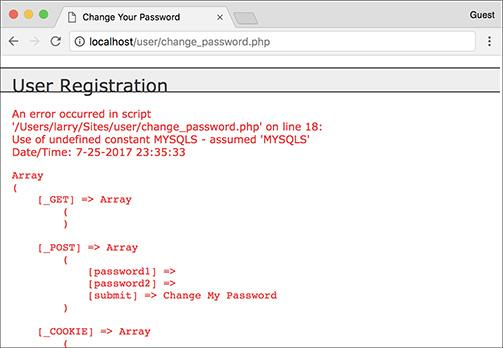 Change Your Password
Guest
localhost/user/change_password.php
User Registration
An error occurred in script
'/Users/larry/Sites/user/change_password.php' on line 18:
Use of undefined constant MYSQLS - assumed 'MYSQLS'
Date/Time: 7-25-2017 23:35:33
Array
(
    [_GET] => Array
        (
        )
    [_POST] => Array
        (
            [password1] =>
            [password2] =>
            [submit] => Change My Password
        )
    [_COOKIE] => Array
        (